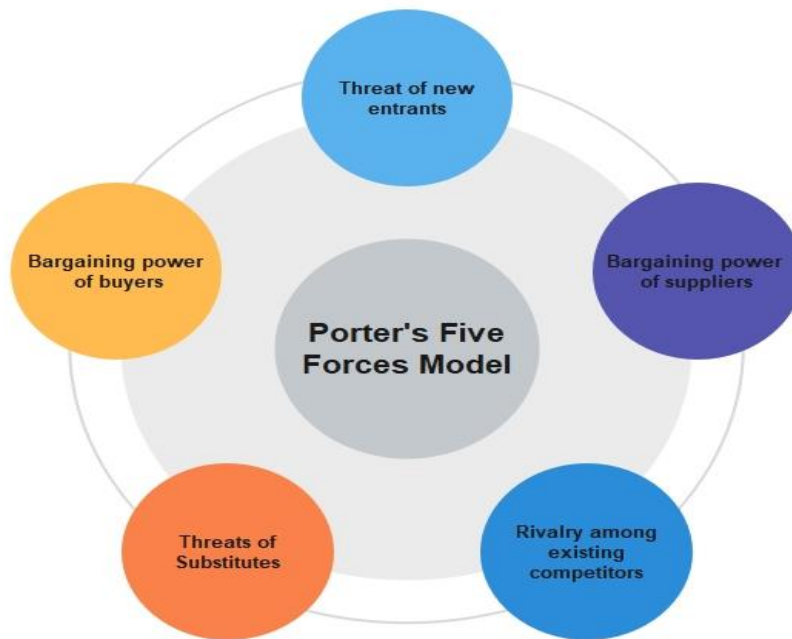 Threat of new
entrants
Bargaining power
of buyers
Bargaining power
of suppliers
Porter's Five
Forces Model
Threats of
Substitutes
Rivalry among
existing
competitors